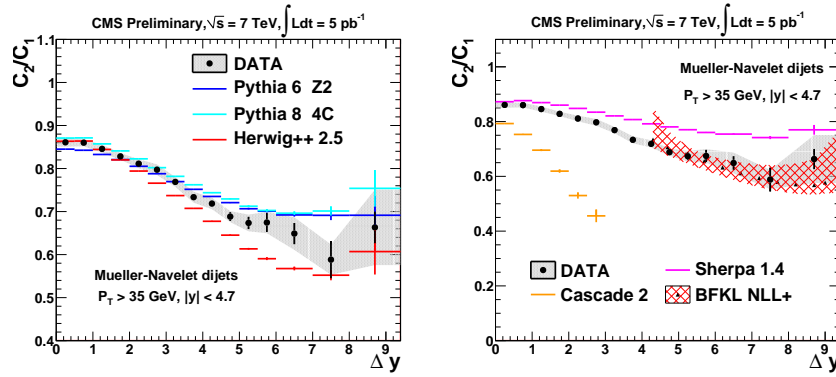 CMS Preliminary, √s = 7 TeV, ∫Ldt = 5 pb⁻¹
C₂/C₁
1.1
1
0.9
0.8
0.7
0.6
0.5
0.4
DATA
Pythia 6 Z2
Pythia 8 4C
Herwig++ 2.5
Mueller-Navelet dijets
P_T > 35 GeV, |y| < 4.7
0 1 2 3 4 5 6 7 8 9
Δ y
CMS Preliminary, √s = 7 TeV, ∫Ldt = 5 pb⁻¹
C₂/C₁
1
0.8
0.6
0.4
0.2
0
Mueller-Navelet dijets
P_T > 35 GeV, |y| < 4.7
DATA
Sherpa 1.4
Cascade 2
BFKL NLL+
0 1 2 3 4 5 6 7 8 9
Δ y